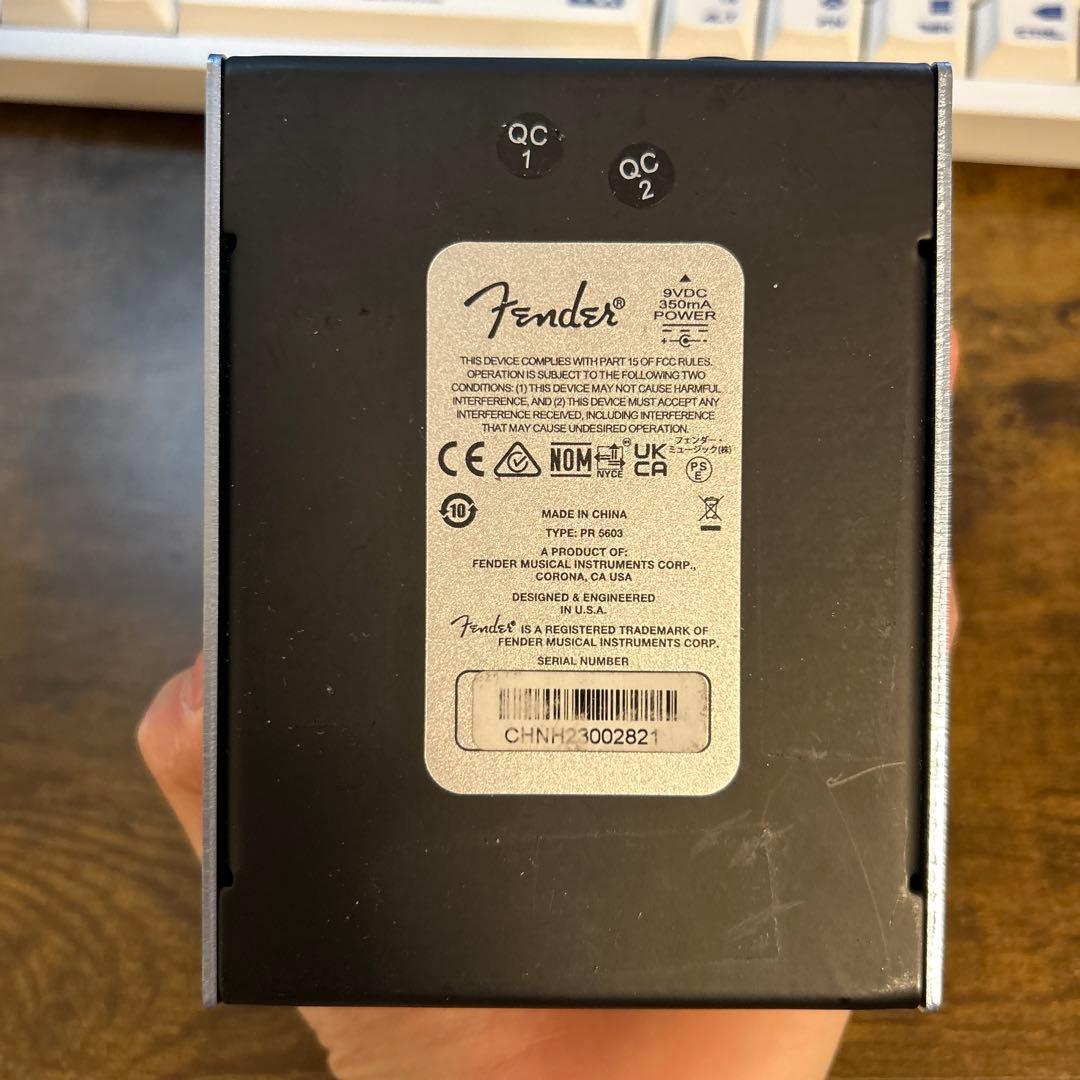 QC
1
QC
2
Fender®
9VDC
350mA
POWER
THIS DEVICE COMPLIES WITH PART 15 OF FCC RULES.
OPERATION IS SUBJECT TO THE FOLLOWING TWO
CONDITIONS: (1) THIS DEVICE MAY NOT CAUSE HARMFUL
INTERFERENCE, AND (2) THIS DEVICE MUST ACCEPT ANY
INTERFERENCE RECEIVED, INCLUDING INTERFERENCE
THAT MAY CAUSE UNDESIRED OPERATION.
CE
NOM
NYCE
UK
CA
フェンダー・
ミュージック(株)
PS
E
10
MADE IN CHINA
TYPE: PR 5603
A PRODUCT OF:
FENDER MUSICAL INSTRUMENTS CORP.,
CORONA, CA USA
DESIGNED & ENGINEERED
IN U.S.A.
Fender® IS A REGISTERED TRADEMARK OF
FENDER MUSICAL INSTRUMENTS CORP.
SERIAL NUMBER
CHNH23002821